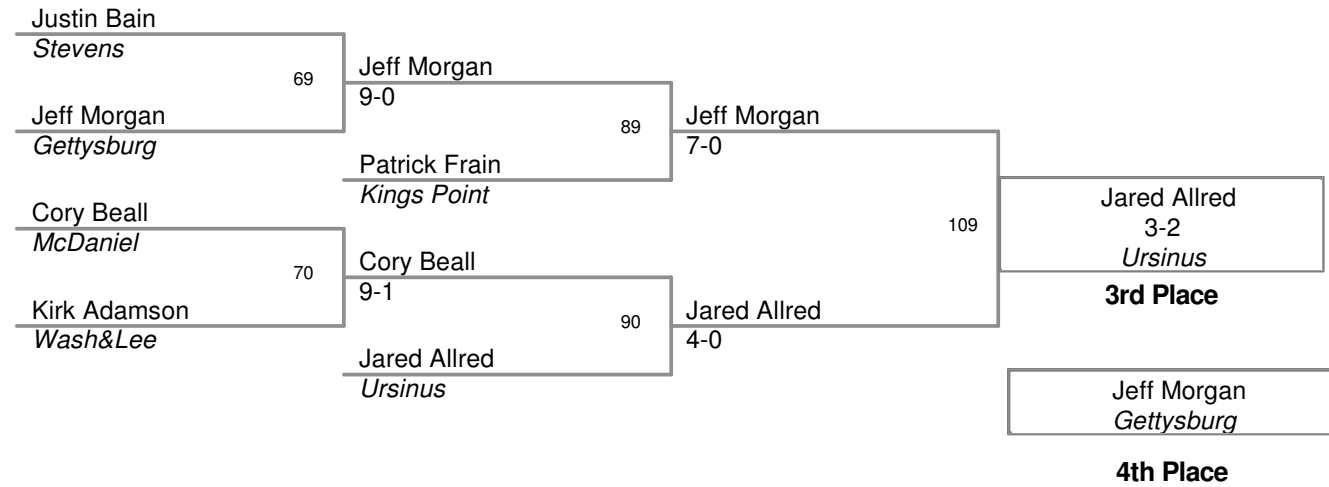 Justin Bain
Stevens
69
Jeff Morgan
9-0
Jeff Morgan
Gettysburg
89
Jeff Morgan
7-0
Patrick Frain
Kings Point
Cory Beall
McDaniel
70
Cory Beall
9-1
Kirk Adamson
Wash&Lee
90
Jared Allred
4-0
Jared Allred
Ursinus
109
Jared Allred
3-2
Ursinus
3rd Place
Jeff Morgan
Gettysburg
4th Place